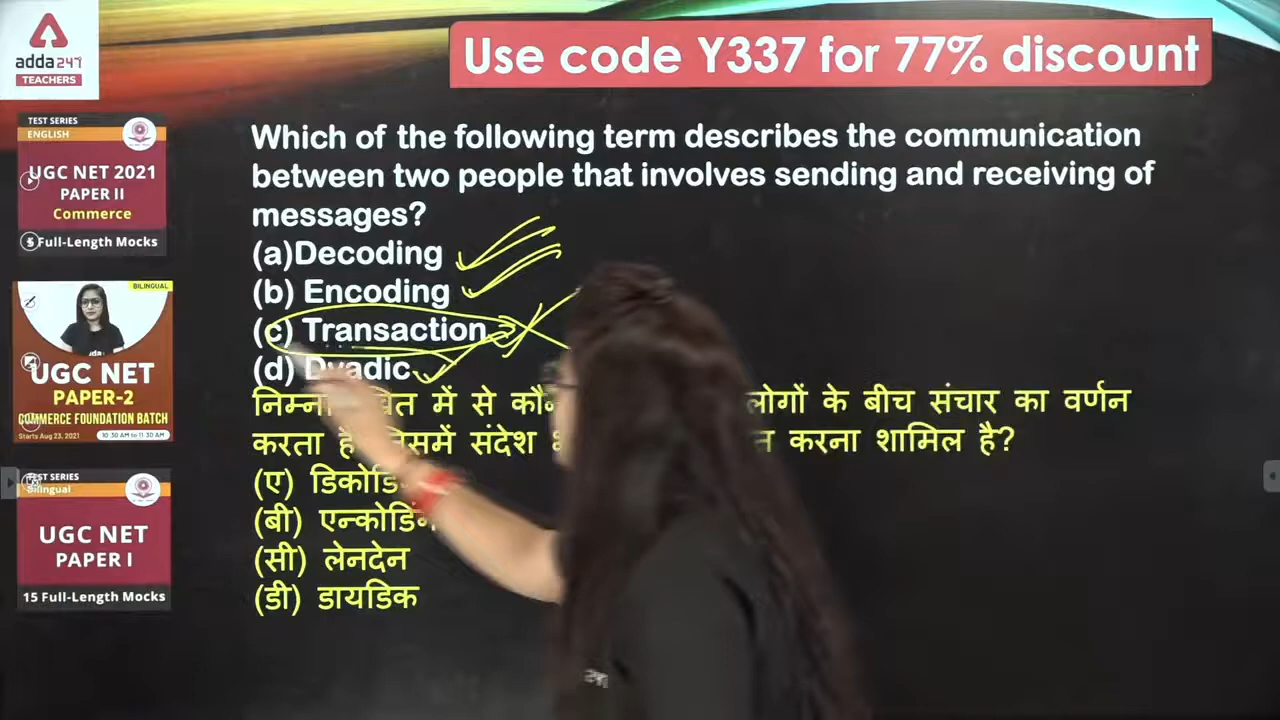 adda247
TEACHERS
Use code Y337 for 77% discount
TEST SERIES
ENGLISH
UGC NET 2021
PAPER II
Commerce
5 Full-Length Mocks
BILINGUAL
UGC NET
PAPER-2
COMMERCE FOUNDATION BATCH
Starts Aug 23, 2021
10:30 AM to 11:30 AM
TEST SERIES
Bilingual
UGC NET
PAPER I
15 Full-Length Mocks
Which of the following term describes the communication
between two people that involves sending and receiving of
messages?
(a)Decoding
(b) Encoding
(c) Transaction
(d) Dyadic
में से लोगों के बीच संचार का वर्णन
करता संदेश करना शामिल है?
(ए)
(बी) एन्कोडिंग
(सी) लेनदेन
(डी) डायडिक